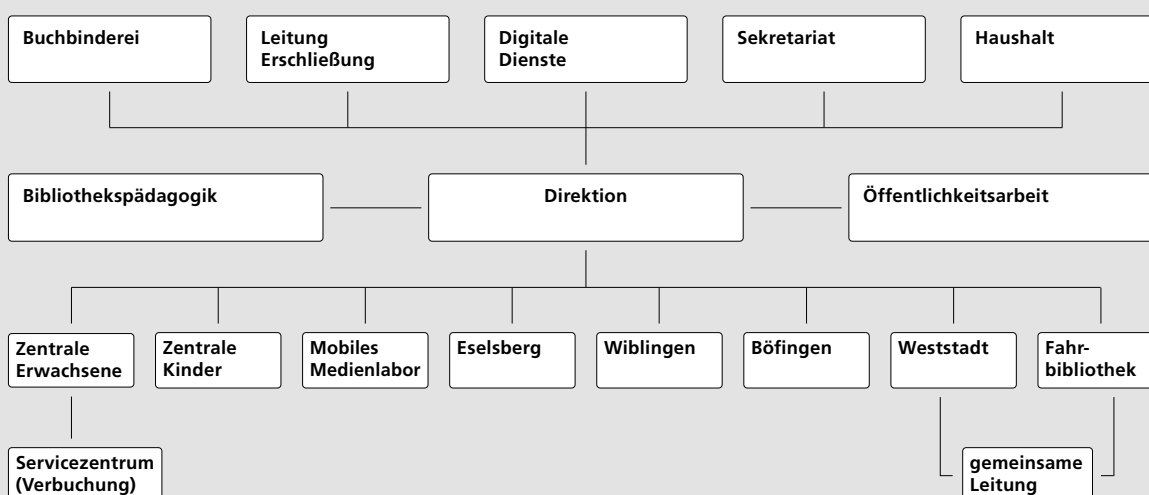 Buchbinderei
Leitung
Erschließung
Digitale
Dienste
Sekretariat
Haushalt
Bibliothekspädagogik
Direktion
Öffentlichkeitsarbeit
Zentrale
Erwachsene
Zentrale
Kinder
Mobiles
Medienlabor
Eselsberg
Wiblingen
Böfingen
Weststadt
Fahr-
bibliothek
Servicezentrum
(Verbuchung)
gemeinsame
Leitung